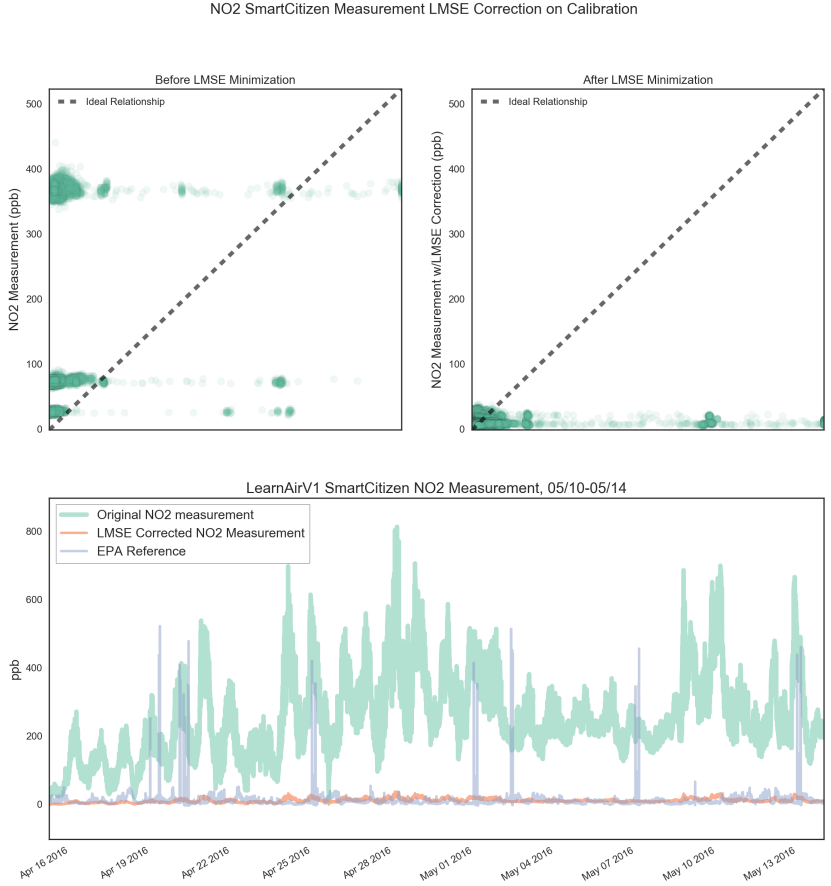 NO2 SmartCitizen Measurement LMSE Correction on Calibration
Before LMSE Minimization
After LMSE Minimization
Ideal Relationship
Ideal Relationship
500
400
300
200
100
0
NO2 Measurement (ppb)
500
400
300
200
100
0
NO2 Measurement w/LMSE Correction (ppb)
LearnAirV1 SmartCitizen NO2 Measurement, 05/10-05/14
Original NO2 measurement
LMSE Corrected NO2 Measurement
EPA Reference
800
600
400
200
0
ppb
Apr 16 2016
Apr 19 2016
Apr 22 2016
Apr 25 2016
Apr 28 2016
May 01 2016
May 04 2016
May 07 2016
May 10 2016
May 13 2016